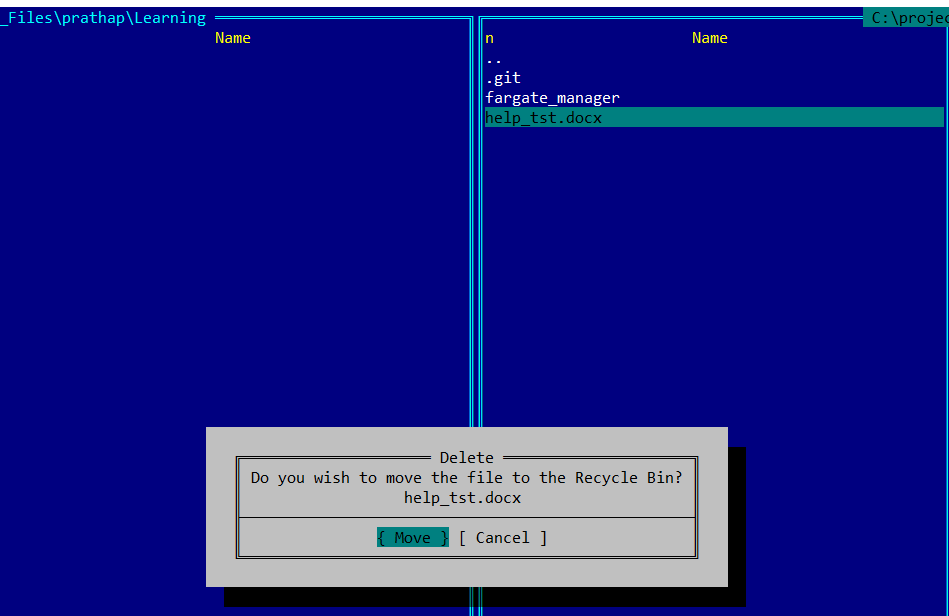 _Files\prathap\Learning
Name
C:\projec
n Name
..
.git
fargate_manager
help_tst.docx
Delete
Do you wish to move the file to the Recycle Bin?
help_tst.docx
{ Move } [ Cancel ]